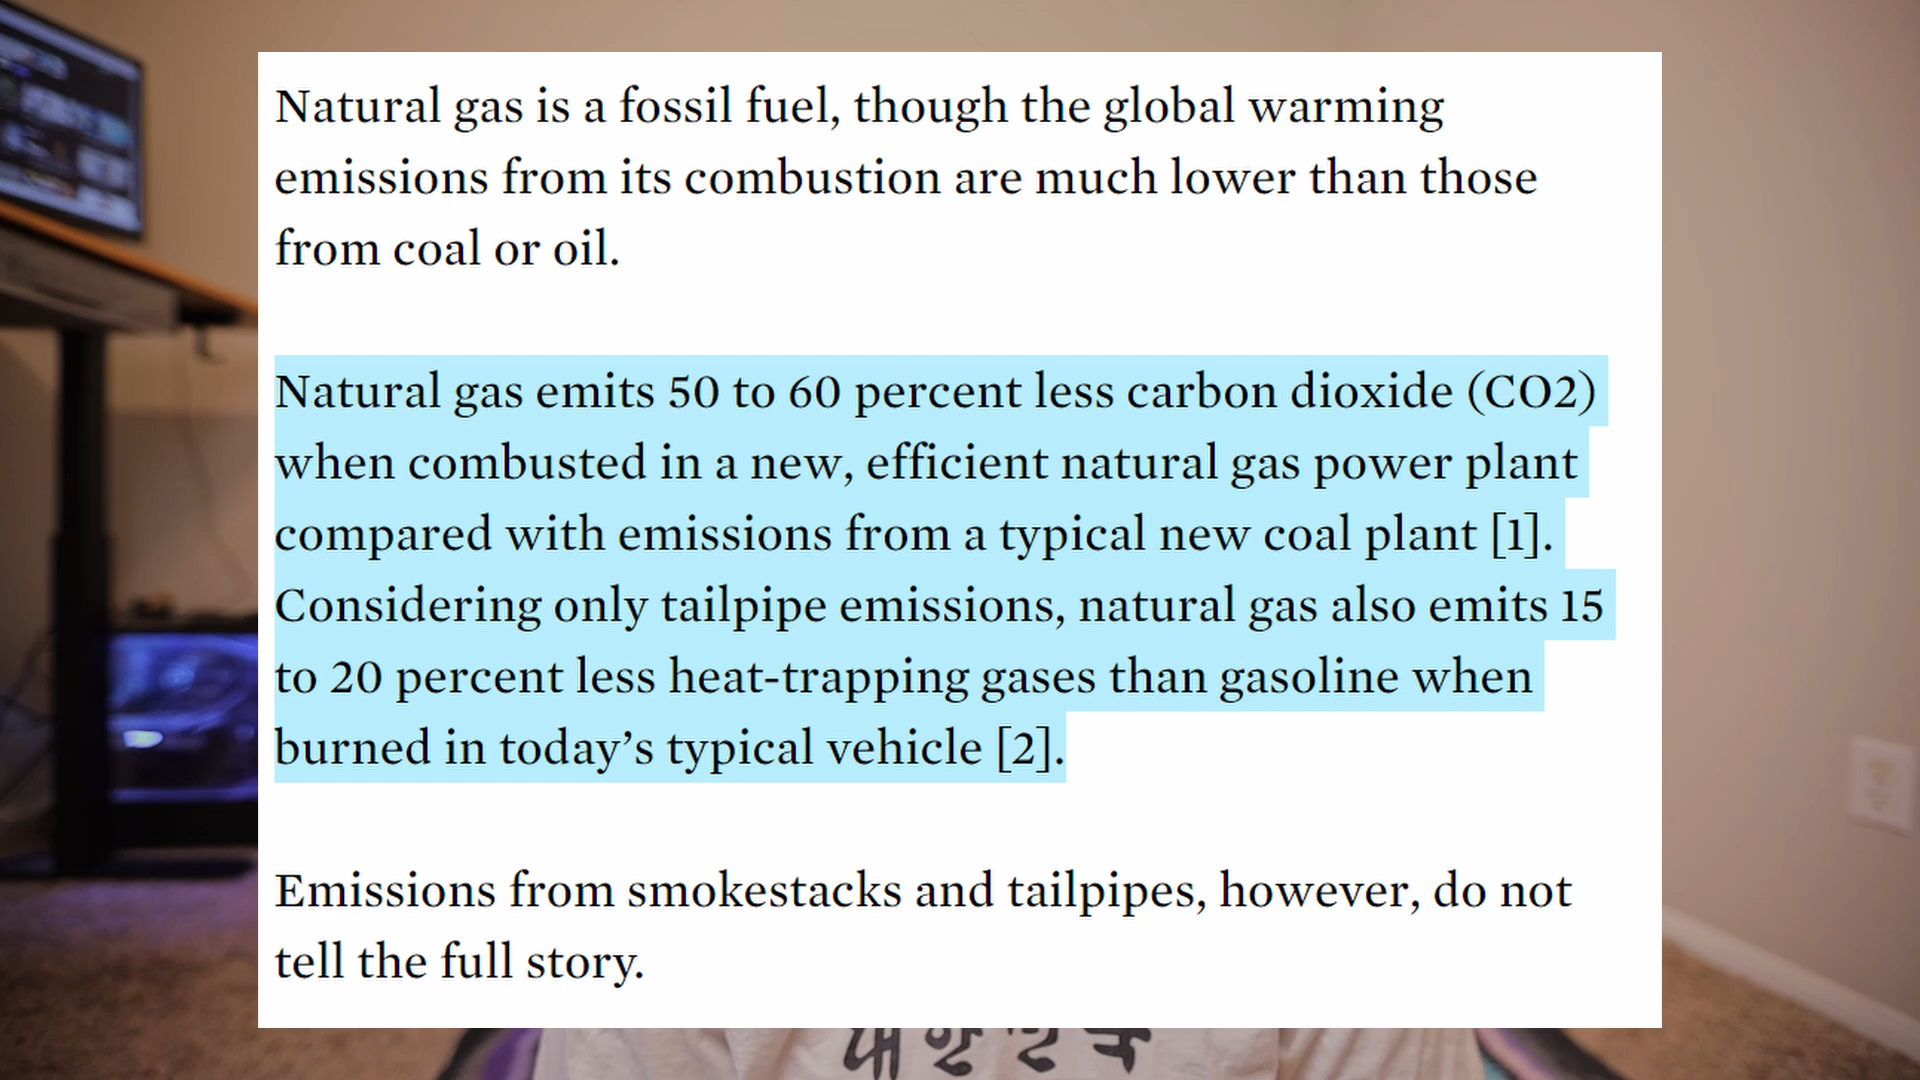 Natural gas is a fossil fuel, though the global warming
emissions from its combustion are much lower than those
from coal or oil.
Natural gas emits 50 to 60 percent less carbon dioxide (CO2)
when combusted in a new, efficient natural gas power plant
compared with emissions from a typical new coal plant [1].
Considering only tailpipe emissions, natural gas also emits 15
to 20 percent less heat-trapping gases than gasoline when
burned in today’s typical vehicle [2].
Emissions from smokestacks and tailpipes, however, do not
tell the full story.
대한민국